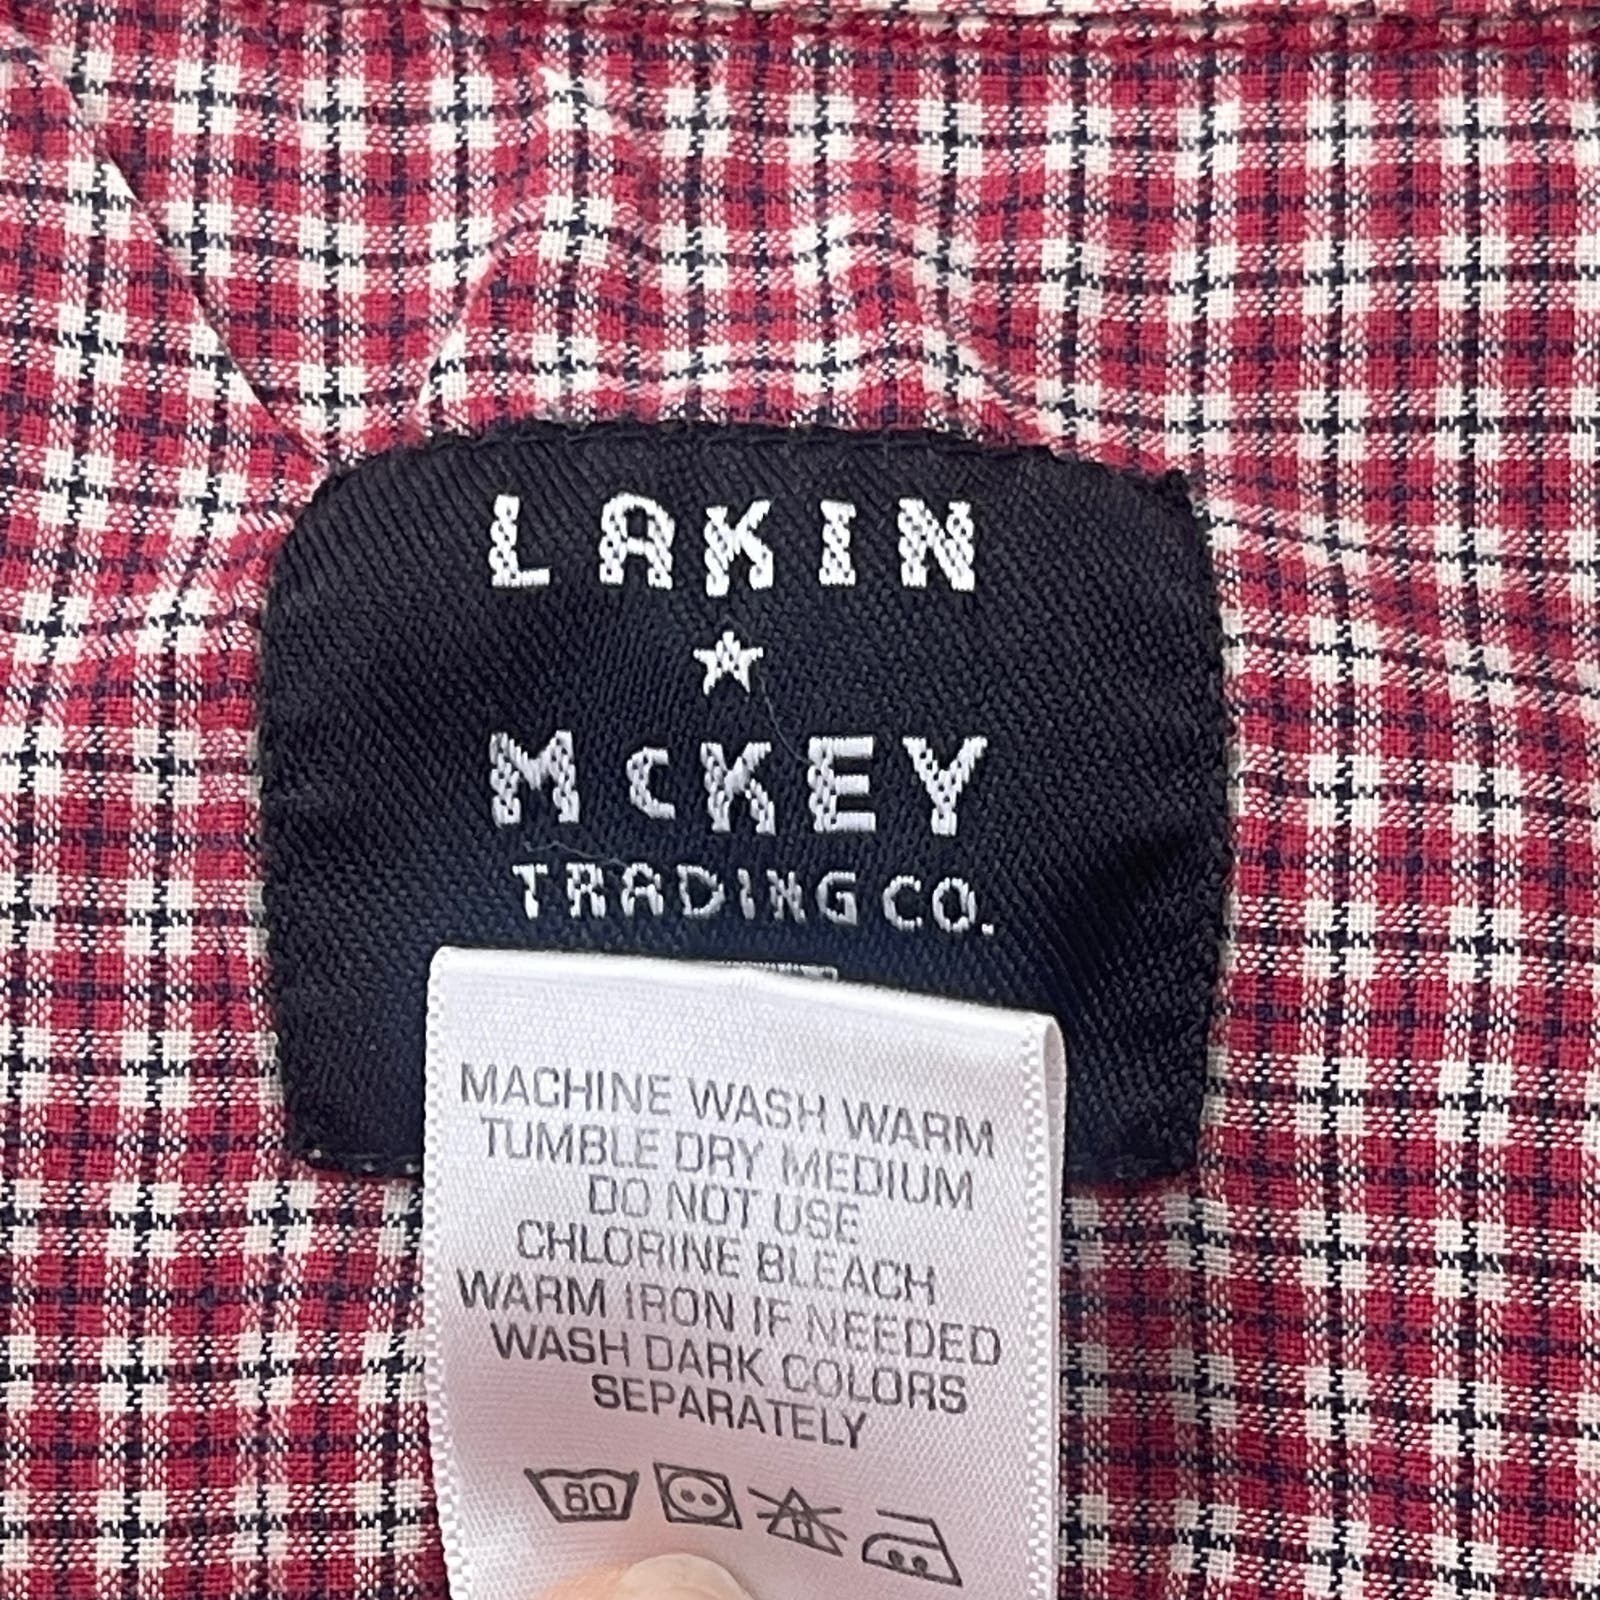 LAKIN
McKEY
TRADING CO.
MACHINE WASH WARM
TUMBLE DRY MEDIUM
DO NOT USE
CHLORINE BLEACH
WARM IRON IF NEEDED
WASH DARK COLORS
SEPARATELY
60